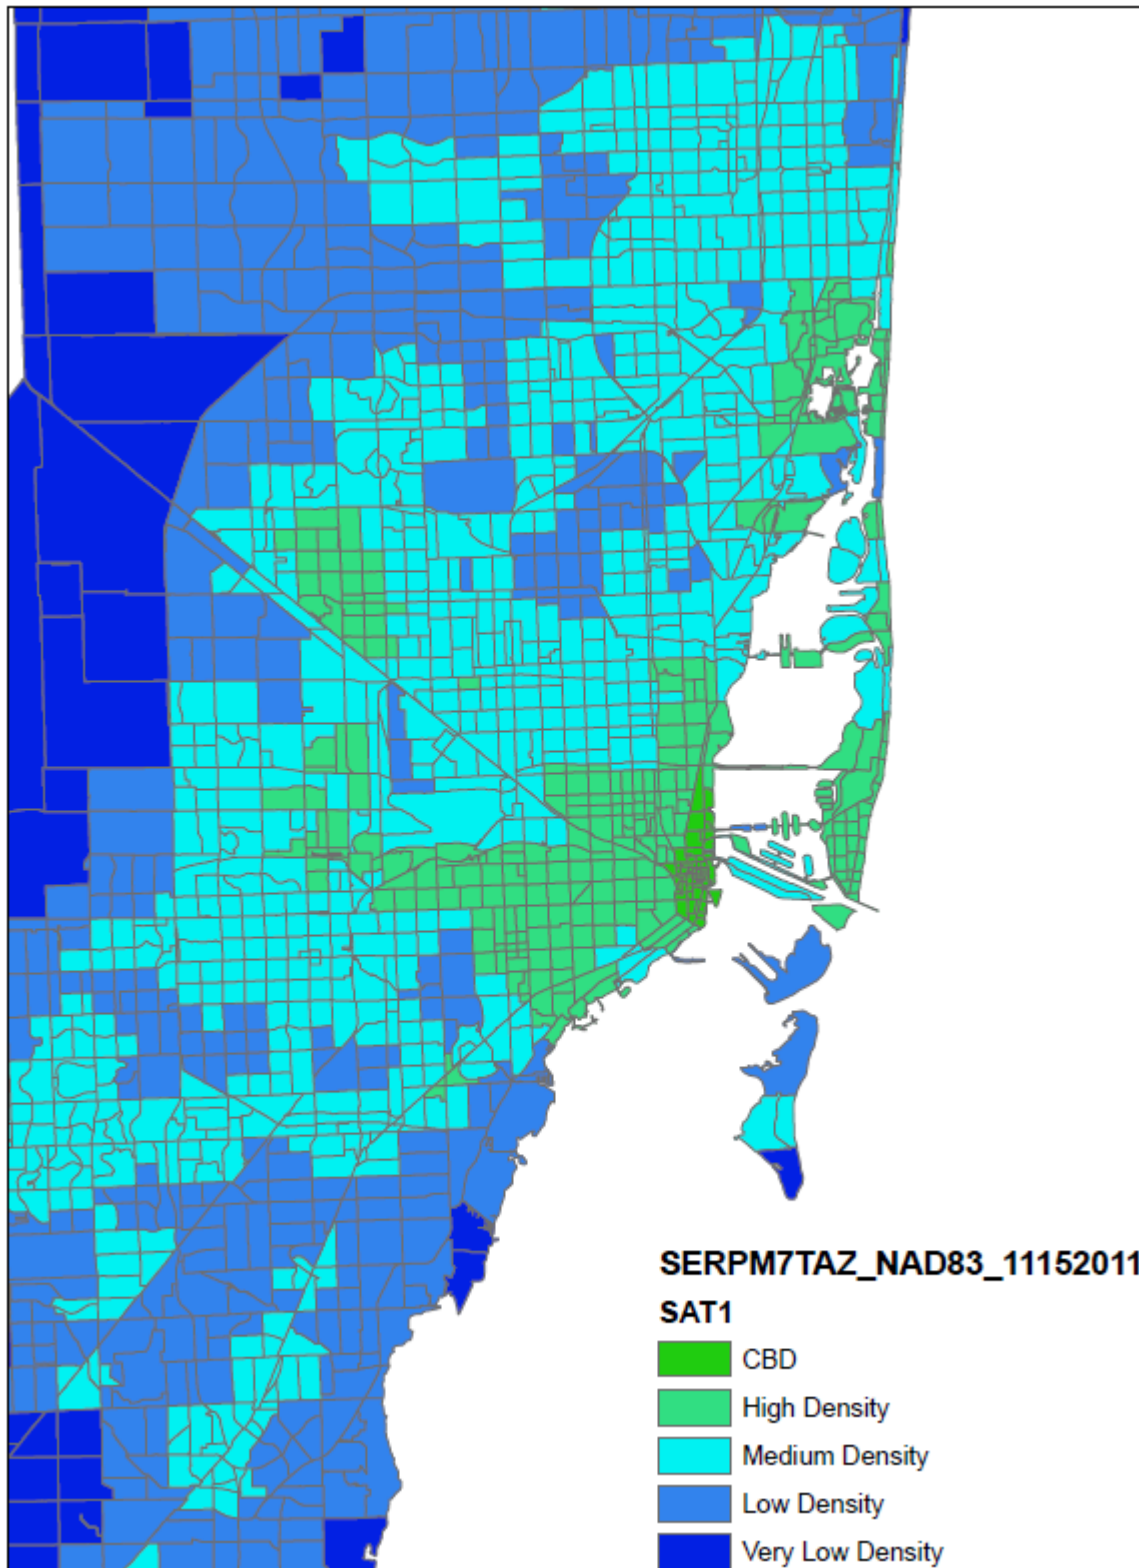 SERPM7TAZ_NAD83_11152011
SAT1
CBD
High Density
Medium Density
Low Density
Very Low Density